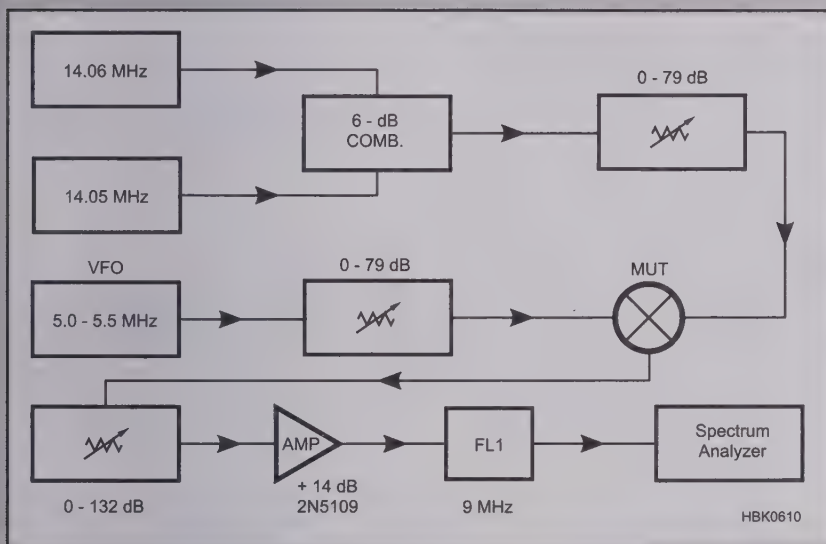 14.06 MHz
6 - dB
COMB.
0 - 79 dB
14.05 MHz
VFO
5.0 - 5.5 MHz
0 - 79 dB
MUT
AMP
+ 14 dB
2N5109
FL1
9 MHz
Spectrum
Analyzer
0 - 132 dB
HBK0610